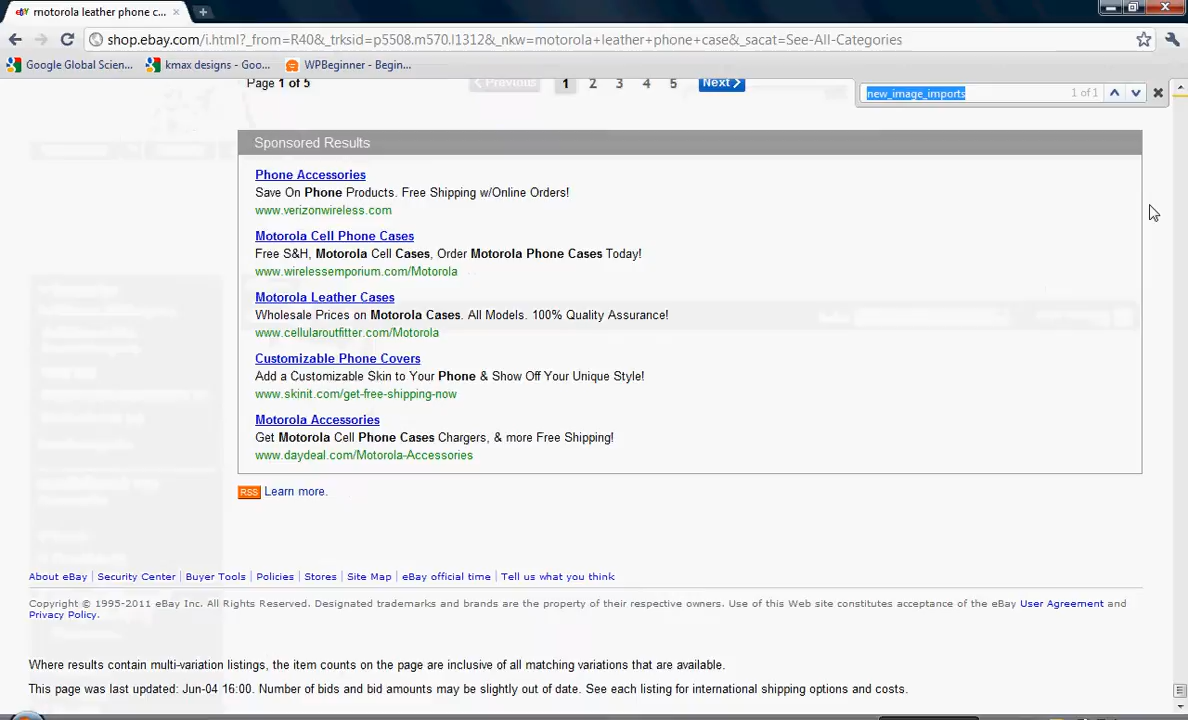 motorola leather phone c...
shop.ebay.com/i.html?_from=R40&_trksid=p5508.m570.l1312&_nkw=motorola+leather+phone+case&_sacat=See-All-Categories
Google Global Scien... kmax designs - Goo... WPBeginner - Begin...
Page 1 of 5 < Previous 1 2 3 4 5 Next >
new_image_imports 1 of 1
Sponsored Results
Phone Accessories
Save On Phone Products. Free Shipping w/Online Orders!
www.verizonwireless.com
Motorola Cell Phone Cases
Free S&H, Motorola Cell Cases, Order Motorola Phone Cases Today!
www.wirelessemporium.com/Motorola
Motorola Leather Cases
Wholesale Prices on Motorola Cases. All Models. 100% Quality Assurance!
www.cellularoutfitter.com/Motorola
Customizable Phone Covers
Add a Customizable Skin to Your Phone & Show Off Your Unique Style!
www.skinit.com/get-free-shipping-now
Motorola Accessories
Get Motorola Cell Phone Cases Chargers, & more Free Shipping!
www.daydeal.com/Motorola-Accessories
RSS Learn more.
About eBay | Security Center | Buyer Tools | Policies | Stores | Site Map | eBay official time | Tell us what you think
Copyright © 1995-2011 eBay Inc. All Rights Reserved. Designated trademarks and brands are the property of their respective owners. Use of this Web site constitutes acceptance of the eBay User Agreement and
Privacy Policy.
Where results contain multi-variation listings, the item counts on the page are inclusive of all matching variations that are available.
This page was last updated: Jun-04 16:00. Number of bids and bid amounts may be slightly out of date. See each listing for international shipping options and costs.